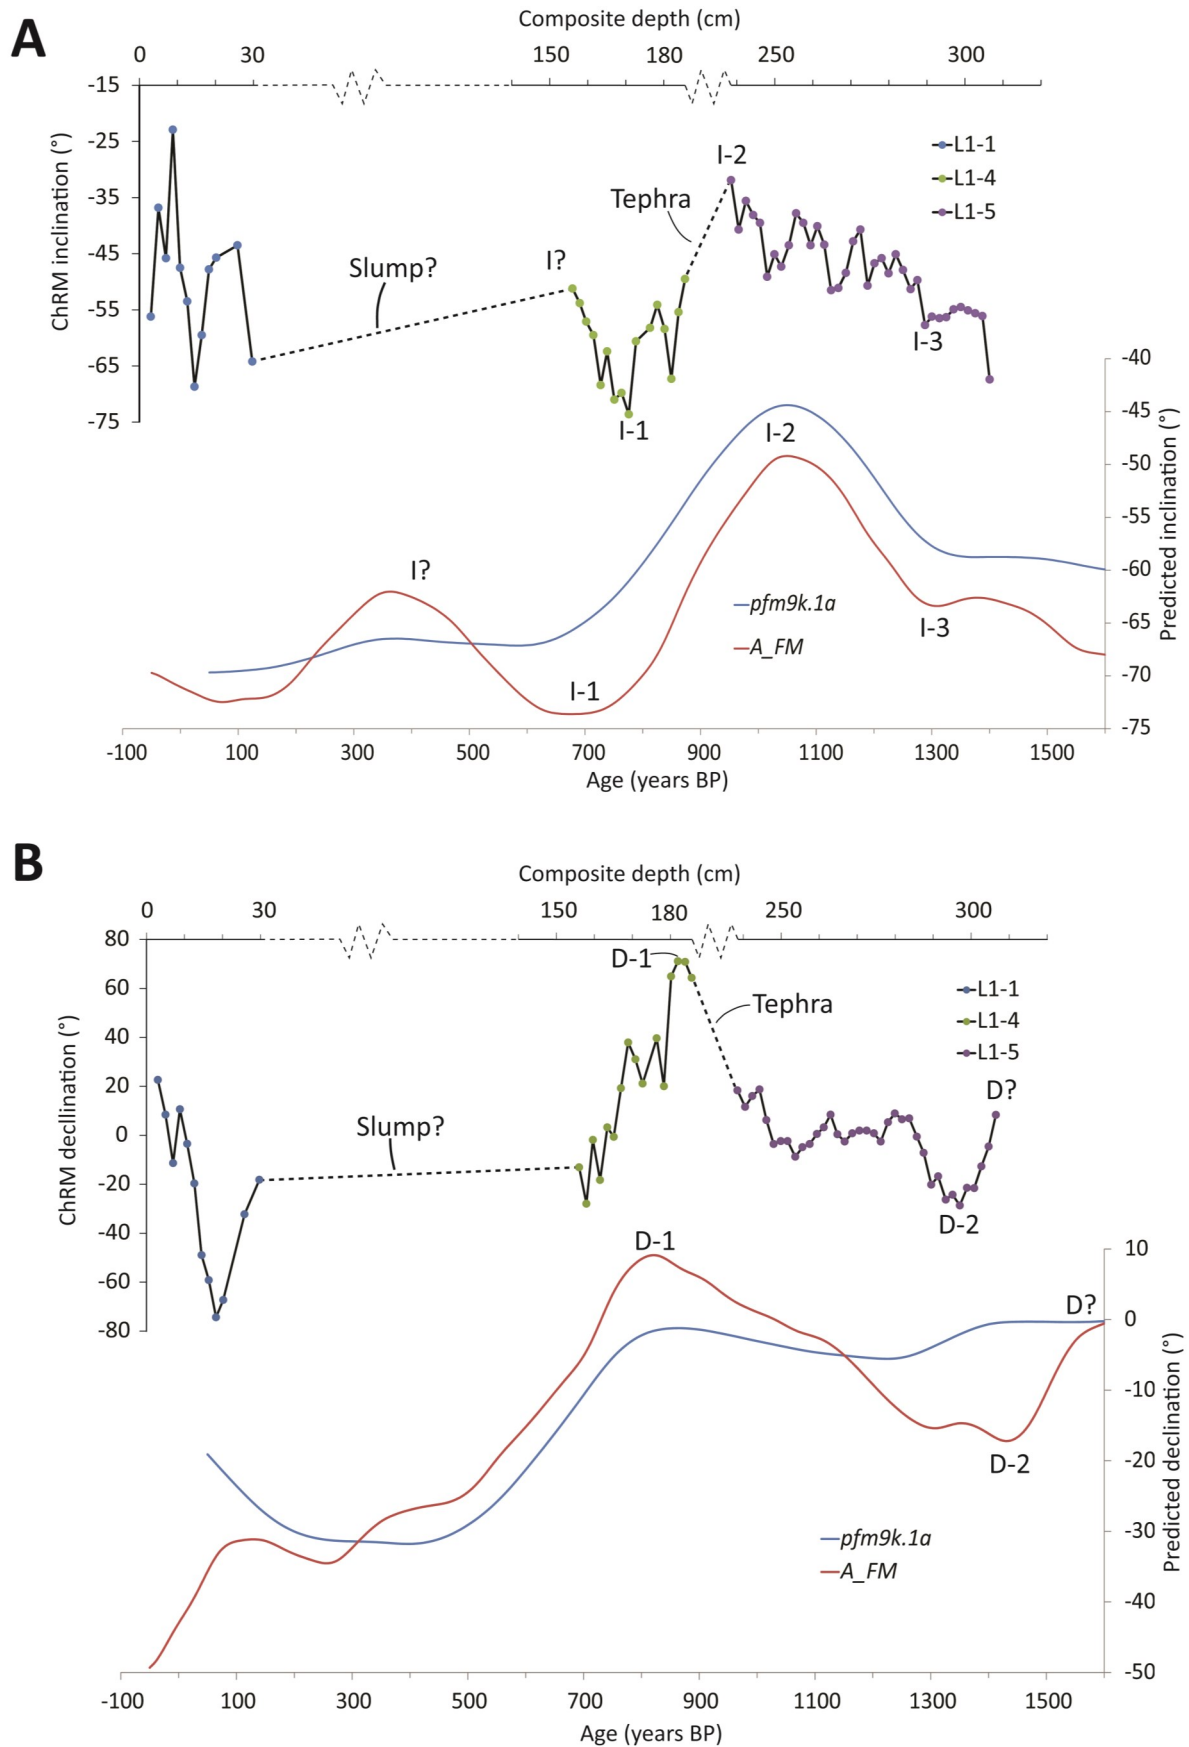 A
Composite depth (cm)
0 30 150 180 250 300
-15
-25
-35
-45
-55
-65
-75
ChRM inclination (°)
I-2
Tephra
I?
Slump?
I-1
I-3
L1-1
L1-4
L1-5
-40
-45
-50
-55
-60
-65
-70
-75
Predicted inclination (°)
I-2
I?
I-1
I-3
pfm9k.1a
A_FM
-100 100 300 500 700 900 1100 1300 1500
Age (years BP)
B
Composite depth (cm)
0 30 150 180 250 300
80
60
40
20
0
-20
-40
-60
-80
ChRM decllination (°)
D-1
Tephra
Slump?
L1-1
L1-4
L1-5
D?
D-2
10
0
-10
-20
-30
-40
-50
Predicted declination (°)
D-1
D?
D-2
pfm9k.1a
A_FM
-100 100 300 500 700 900 1100 1300 1500
Age (years BP)